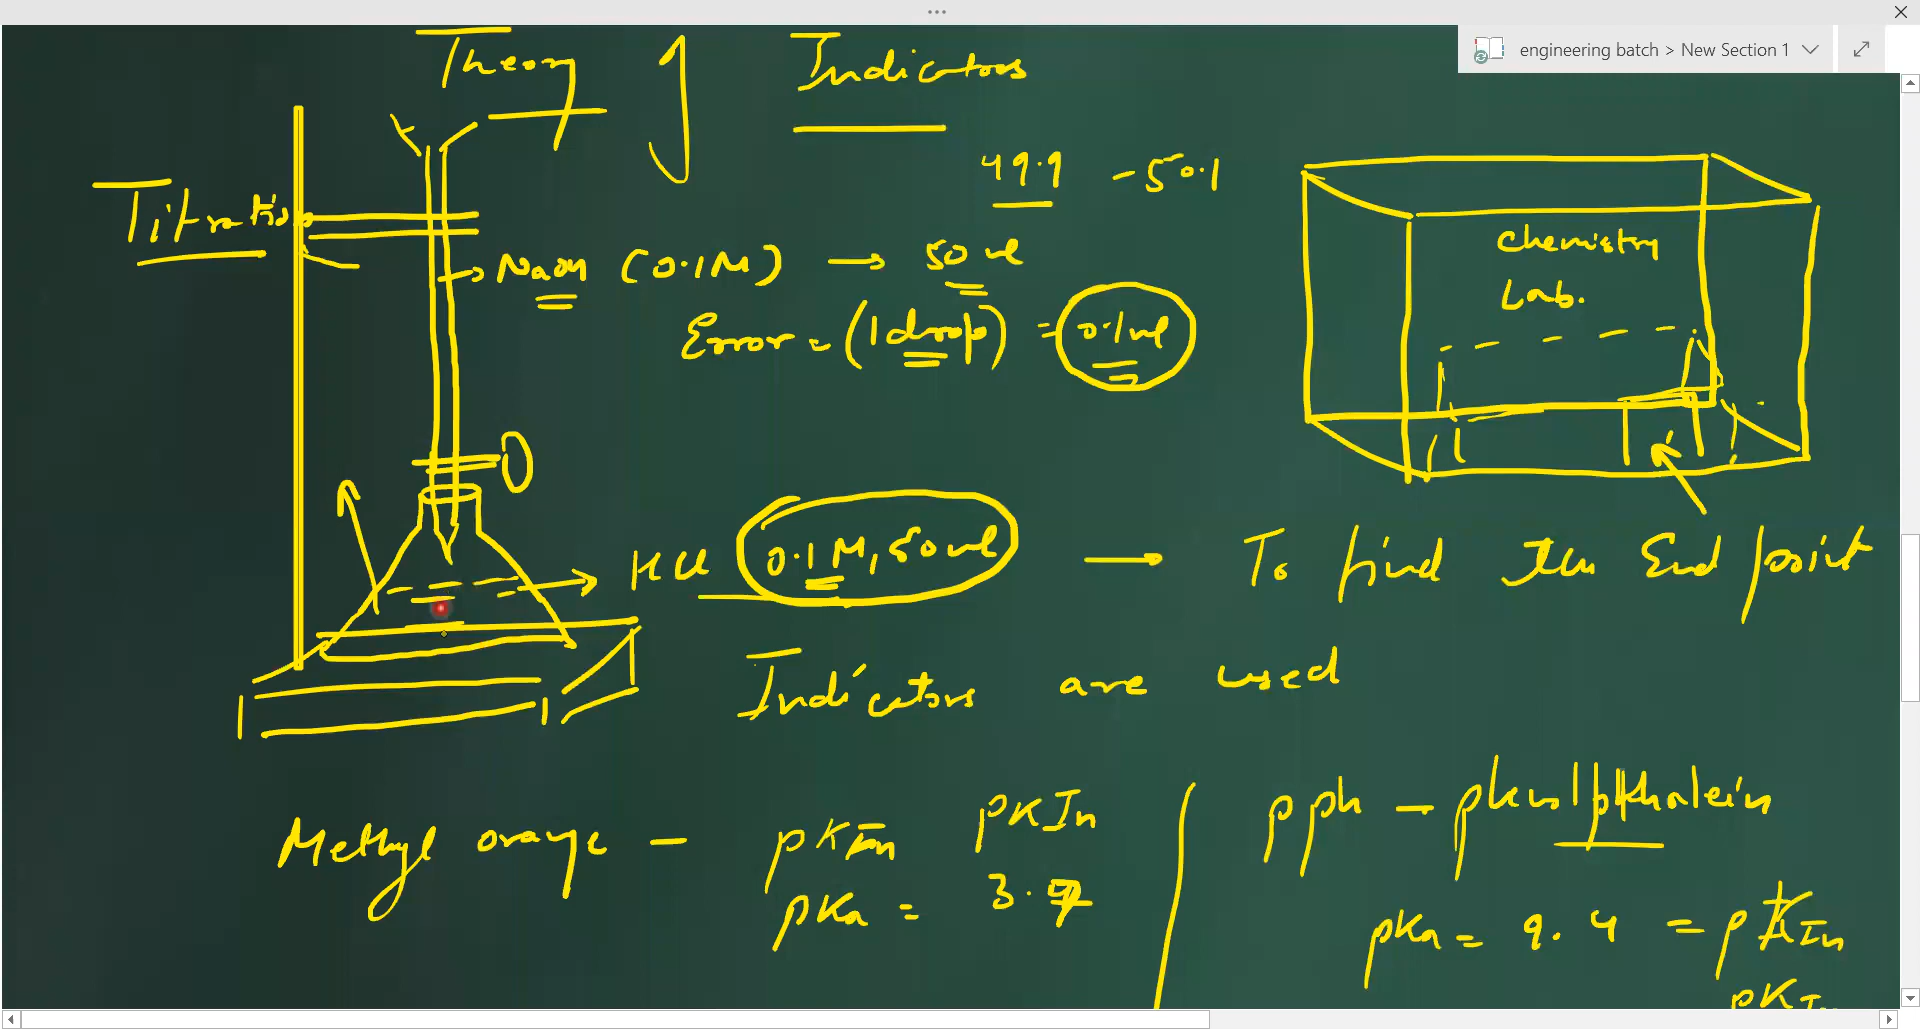 engineering batch > New Section 1
Theory of Indicators
Titration
49.9 - 50.1
NaOH (0.1M) → 50 ml
Error = (1 drop) = 0.1ml
Chemistry
Lab.
HCl 0.1 M, 50 ml → To find the End point
Indicators are used
Methyl orange - pKIn pKIn
pKa = 3.7
pph - phenolphthalein
pKa = 9.4 = pKIn
pKIn